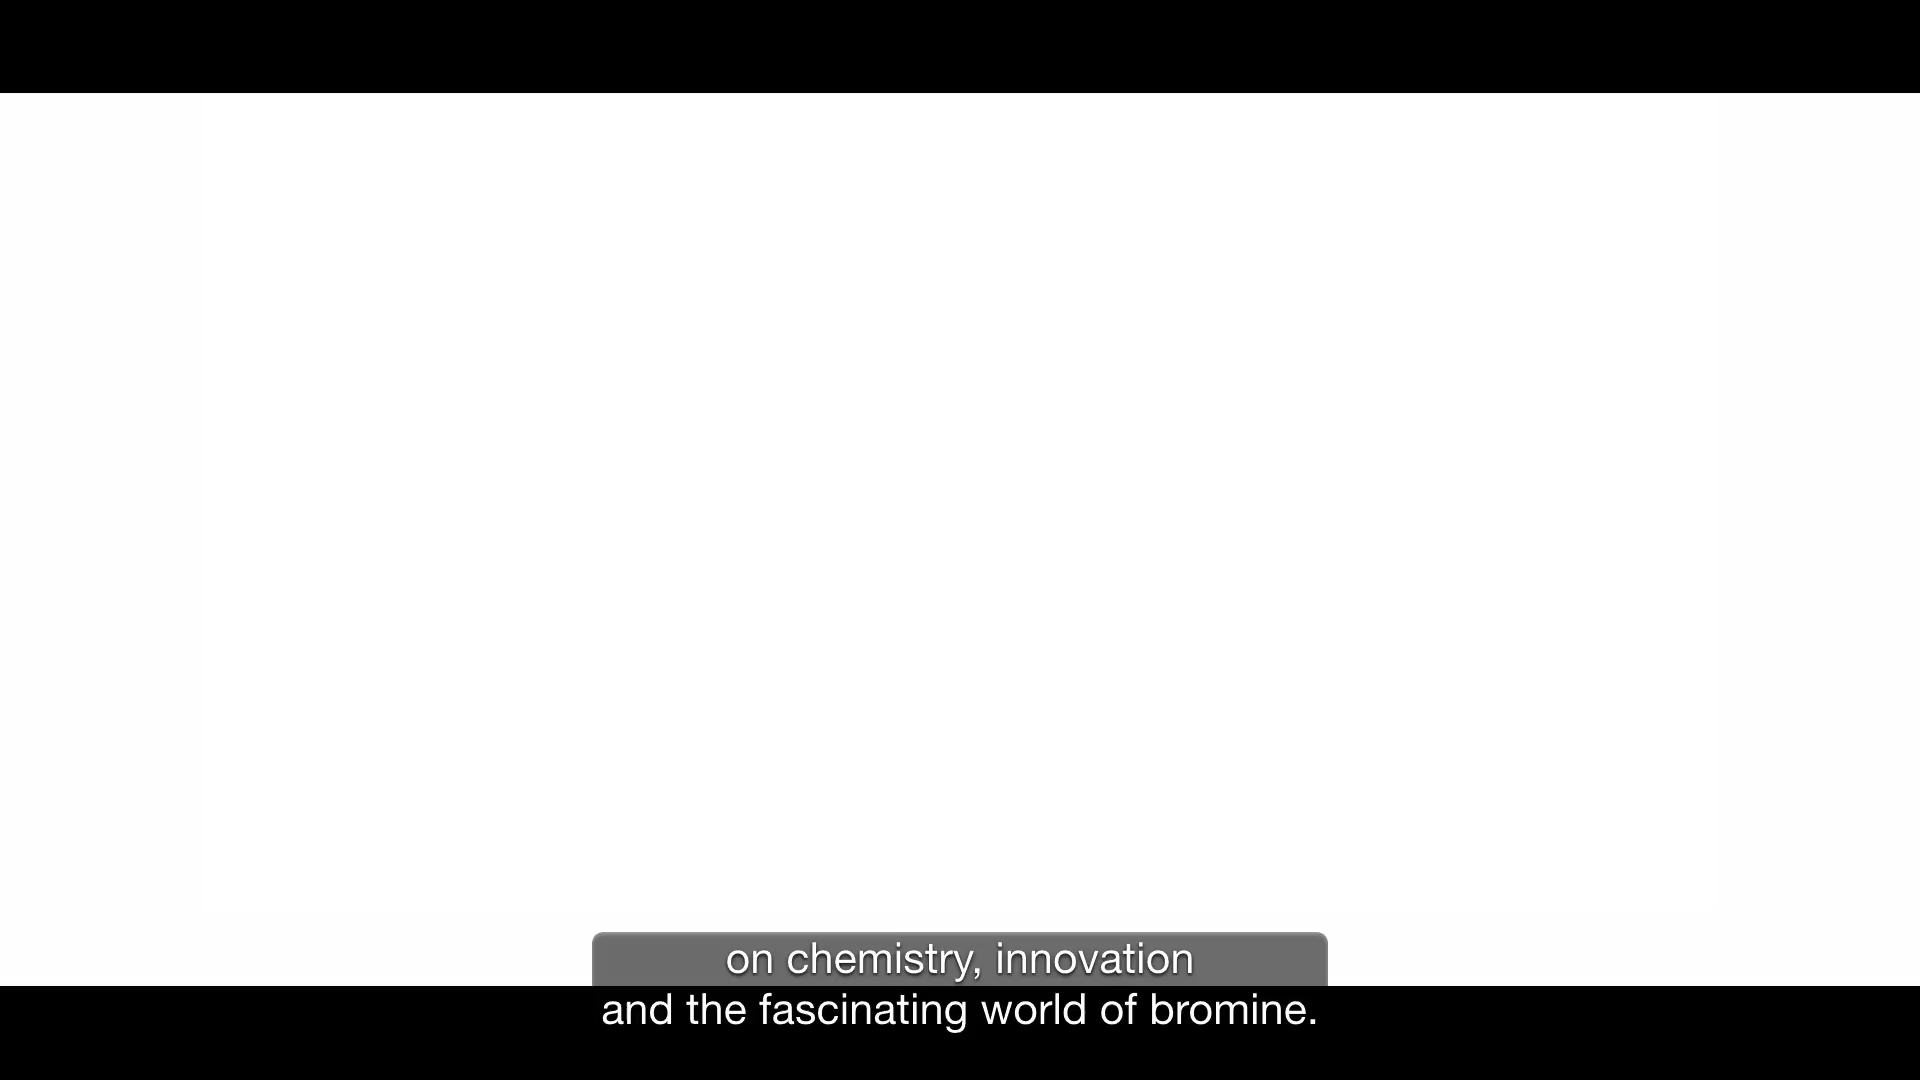 on chemistry, innovation
and the fascinating world of bromine.